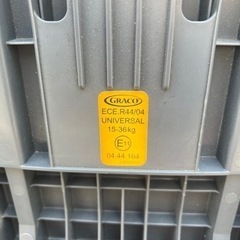 GRACO
ECE R44/04
UNIVERSAL
15-36kg
E11
04 44 164